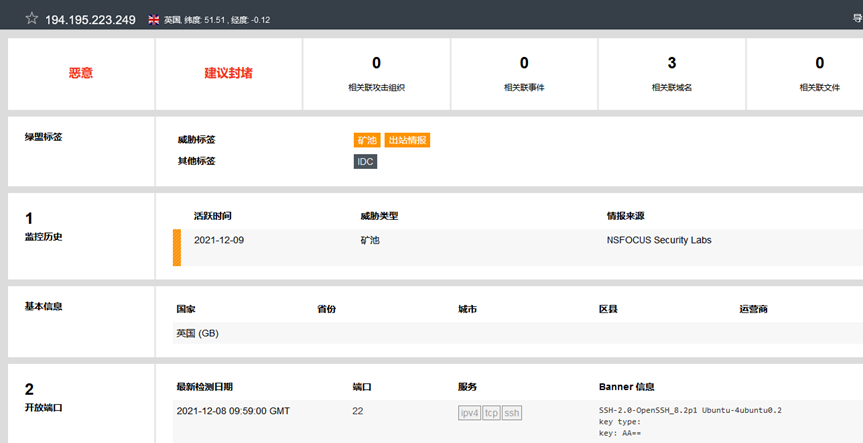 ☆ 194.195.223.249 英国, 纬度: 51.51 , 经度: -0.12
恶意
建议封堵
0
相关联攻击组织
0
相关联事件
3
相关联域名
0
相关联文件
绿盟标签
威胁标签 矿池 出站情报
其他标签 IDC
1
监控历史
活跃时间 威胁类型 情报来源
2021-12-09 矿池 NSFOCUS Security Labs
基本信息
国家 省份 城市 区县 运营商
英国 (GB)
2
开放端口
最新检测日期 端口 服务 Banner 信息
2021-12-08 09:59:00 GMT 22 ipv4 tcp ssh SSH-2.0-OpenSSH_8.2p1 Ubuntu-4ubuntu0.2
key type:
key: AA==